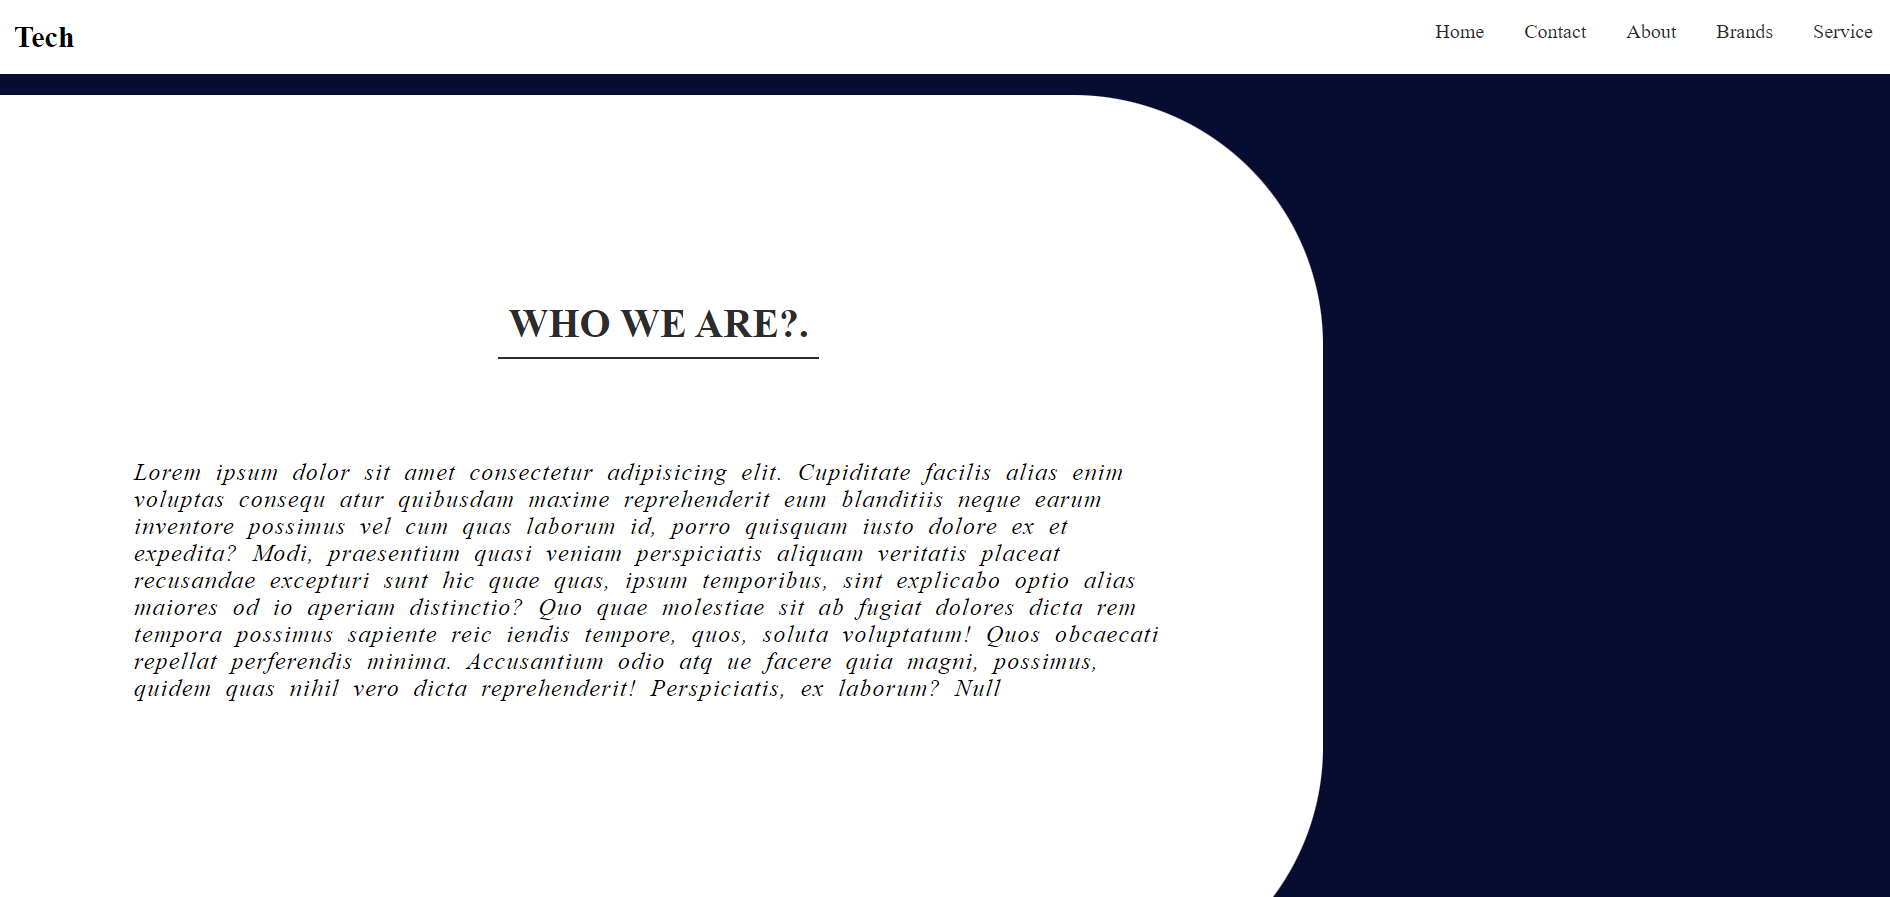 Tech
Home Contact About Brands Service
WHO WE ARE?.
Lorem ipsum dolor sit amet consectetur adipisicing elit. Cupiditate facilis alias enim
voluptas consequ atur quibusdam maxime reprehenderit eum blanditiis neque earum
inventore possimus vel cum quas laborum id, porro quisquam iusto dolore ex et
expedita? Modi, praesentium quasi veniam perspiciatis aliquam veritatis placeat
recusandae excepturi sunt hic quae quas, ipsum temporibus, sint explicabo optio alias
maiores od io aperiam distinctio? Quo quae molestiae sit ab fugiat dolores dicta rem
tempora possimus sapiente reic iendis tempore, quos, soluta voluptatum! Quos obcaecati
repellat perferendis minima. Accusantium odio atq ue facere quia magni, possimus,
quidem quas nihil vero dicta reprehenderit! Perspiciatis, ex laborum? Null